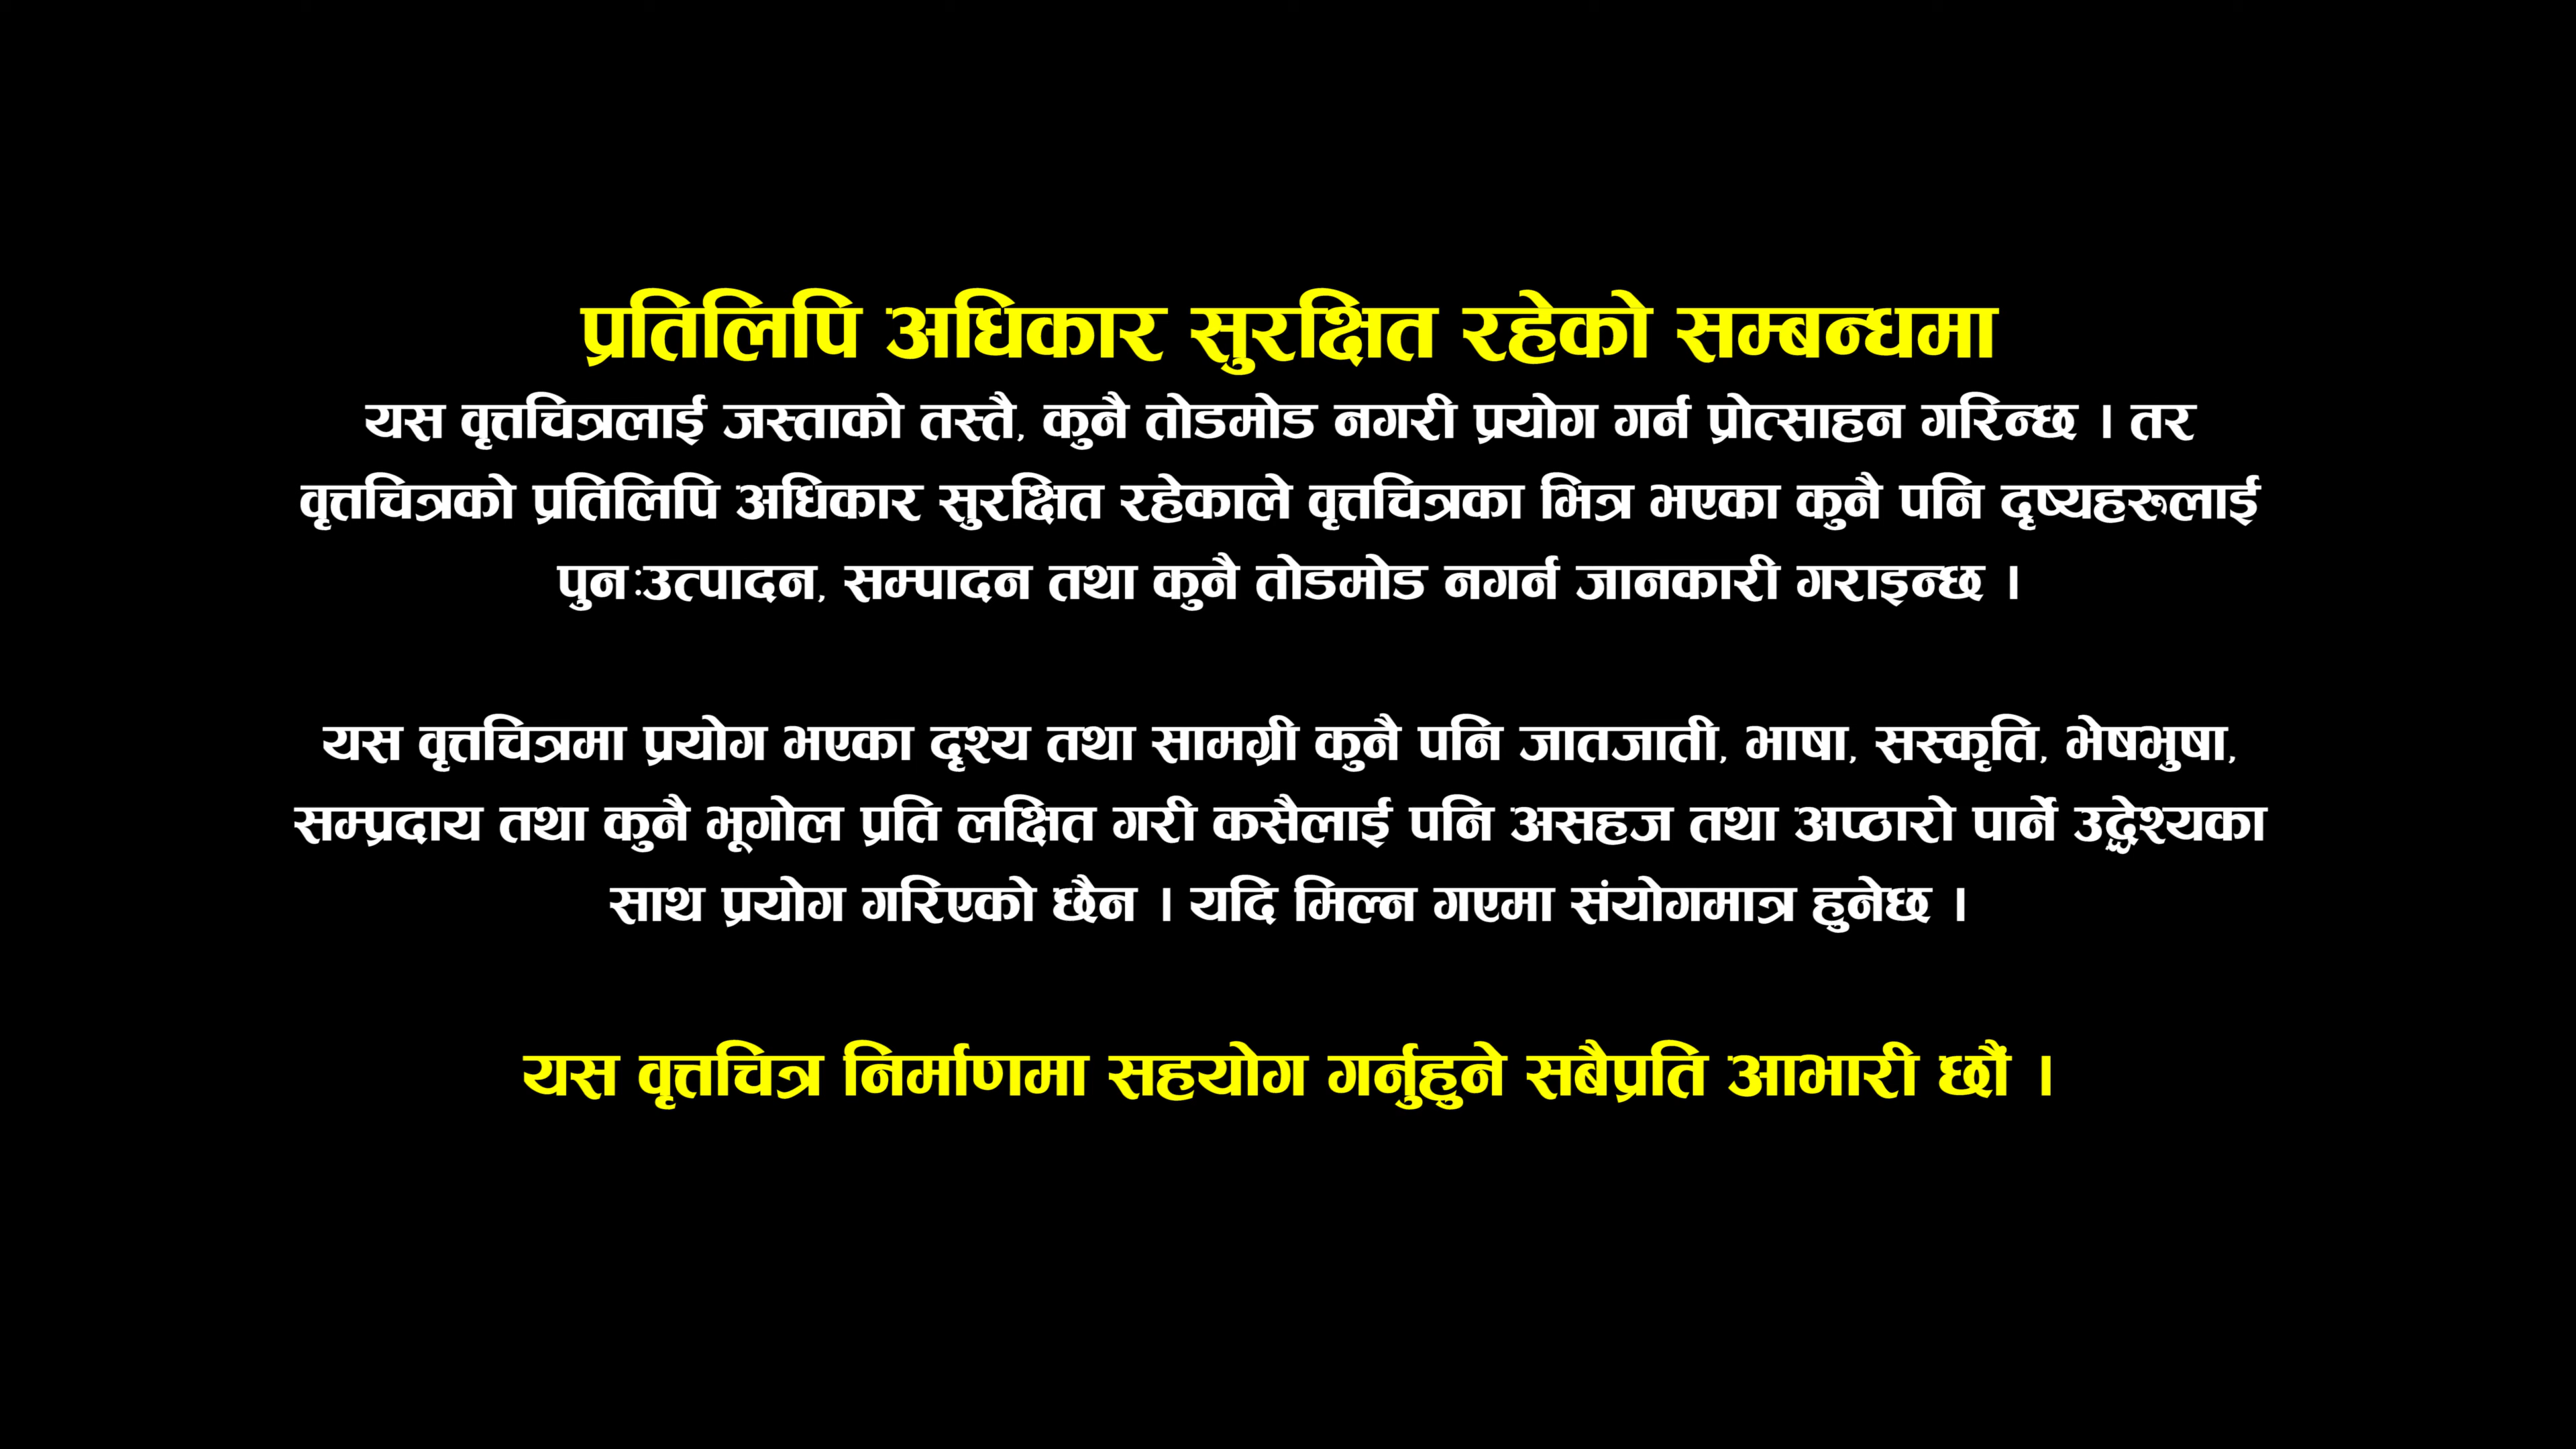 प्रतिलिपि अधिकार सुरक्षित रहेको सम्बन्धमा
यस वृत्तचित्रलाई जस्ताको तस्तै, कुनै तोडमोड नगरी प्रयोग गर्न प्रोत्साहन गरिन्छ । तर
वृत्तचित्रको प्रतिलिपि अधिकार सुरक्षित रहेकाले वृत्तचित्रका भित्र भएका कुनै पनि दृष्यहरुलाई
पुनःउत्पादन, सम्पादन तथा कुनै तोडमोड नगर्न जानकारी गराइन्छ ।
यस वृत्तचित्रमा प्रयोग भएका दृश्य तथा सामग्री कुनै पनि जातजाती, भाषा, सस्कृति, भेषभुषा,
सम्प्रदाय तथा कुनै भूगोल प्रति लक्षित गरी कसैलाई पनि असहज तथा अप्ठारो पार्ने उद्धेश्यका
साथ प्रयोग गरिएको छैन । यदि मिल्न गएमा संयोगमात्र हुनेछ ।
यस वृत्तचित्र निर्माणमा सहयोग गर्नुहुने सबैप्रति आभारी छौं ।